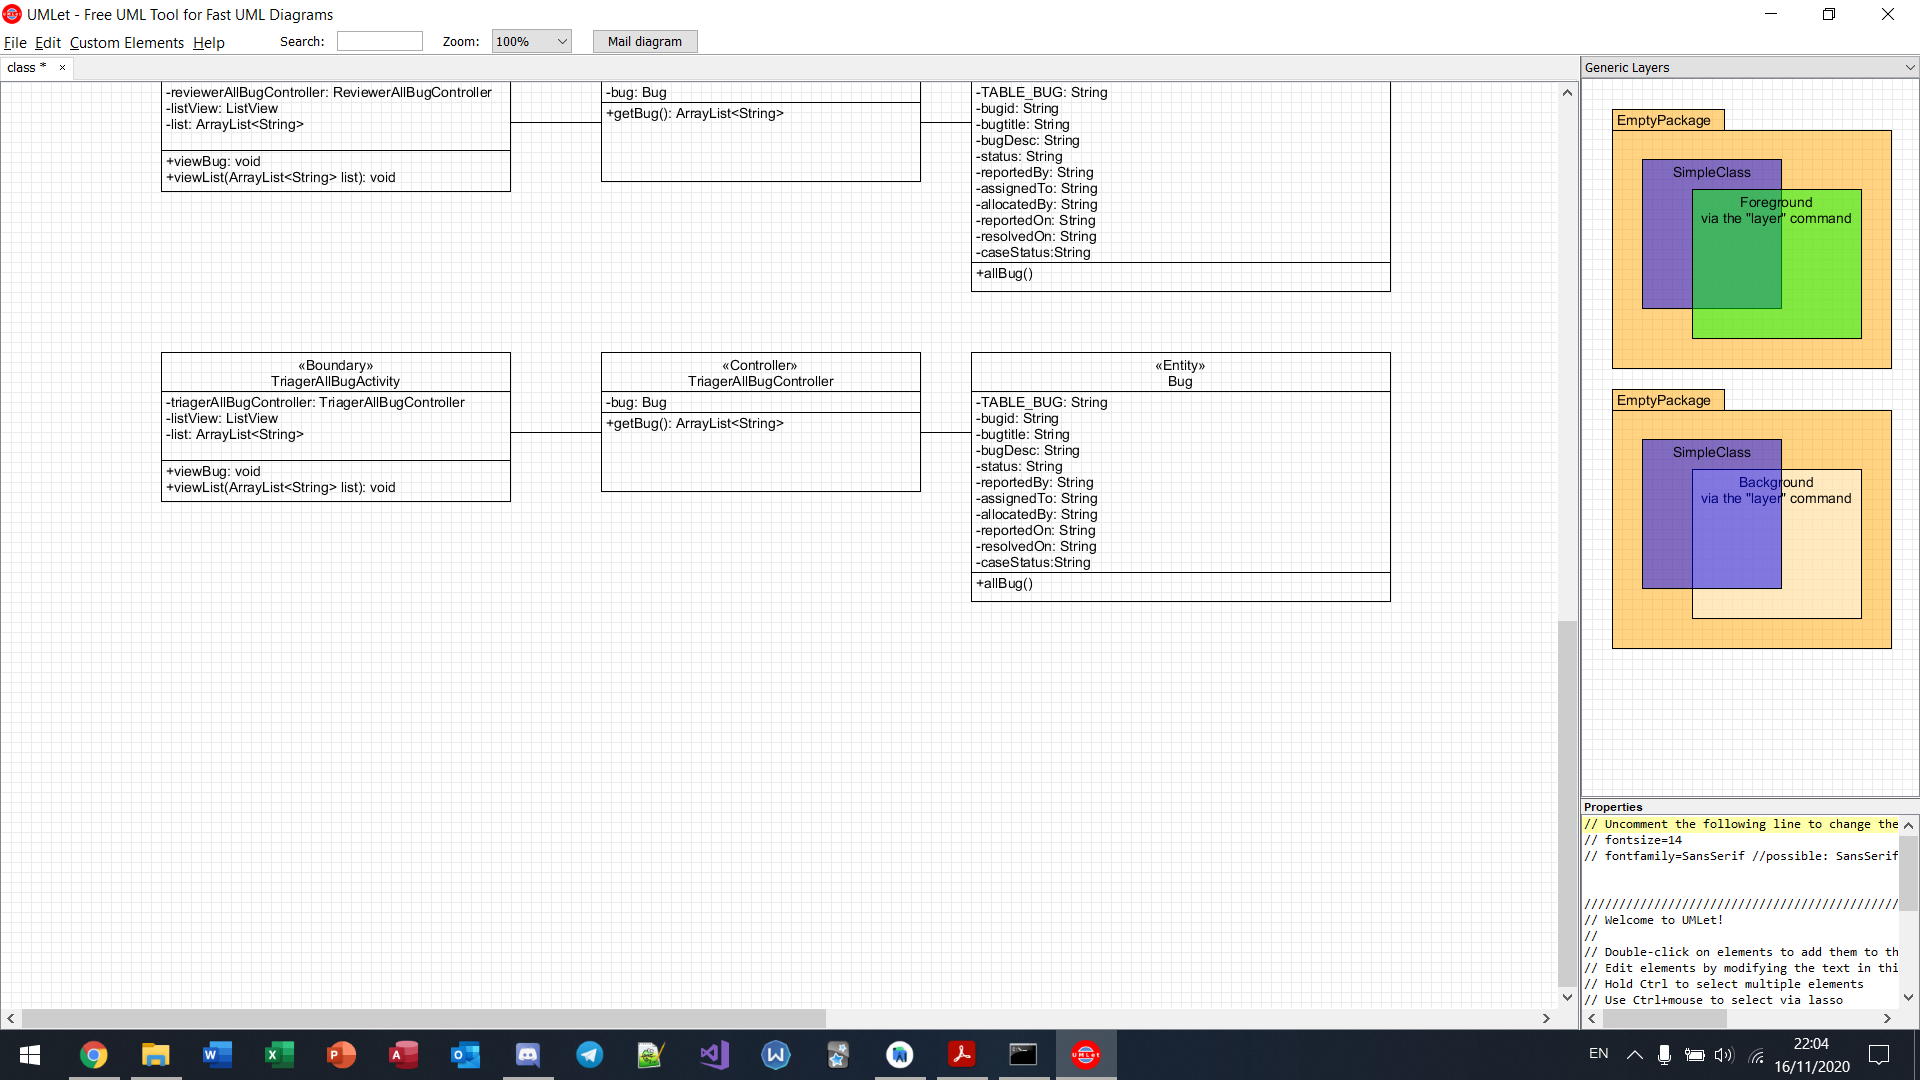 UMLet - Free UML Tool for Fast UML Diagrams
File Edit Custom Elements Help Search: Zoom: 100% Mail diagram
class * ×
-reviewerAllBugController: ReviewerAllBugController
-listView: ListView
-list: ArrayList<String>
+viewBug: void
+viewList(ArrayList<String> list): void
-bug: Bug
+getBug(): ArrayList<String>
-TABLE_BUG: String
-bugid: String
-bugtitle: String
-bugDesc: String
-status: String
-reportedBy: String
-assignedTo: String
-allocatedBy: String
-reportedOn: String
-resolvedOn: String
-caseStatus:String
+allBug()
«Boundary»
TriagerAllBugActivity
-triagerAllBugController: TriagerAllBugController
-listView: ListView
-list: ArrayList<String>
+viewBug: void
+viewList(ArrayList<String> list): void
«Controller»
TriagerAllBugController
-bug: Bug
+getBug(): ArrayList<String>
«Entity»
Bug
-TABLE_BUG: String
-bugid: String
-bugtitle: String
-bugDesc: String
-status: String
-reportedBy: String
-assignedTo: String
-allocatedBy: String
-reportedOn: String
-resolvedOn: String
-caseStatus:String
+allBug()
Generic Layers
EmptyPackage
SimpleClass
Foreground
via the "layer" command
EmptyPackage
SimpleClass
Background
via the "layer" command
Properties
// Uncomment the following line to change the
// fontsize=14
// fontfamily=SansSerif //possible: SansSerif
/////////////////////////////////////////////
// Welcome to UMLet!
//
// Double-click on elements to add them to th
// Edit elements by modifying the text in thi
// Hold Ctrl to select multiple elements
// Use Ctrl+mouse to select via lasso
EN
22:04
16/11/2020